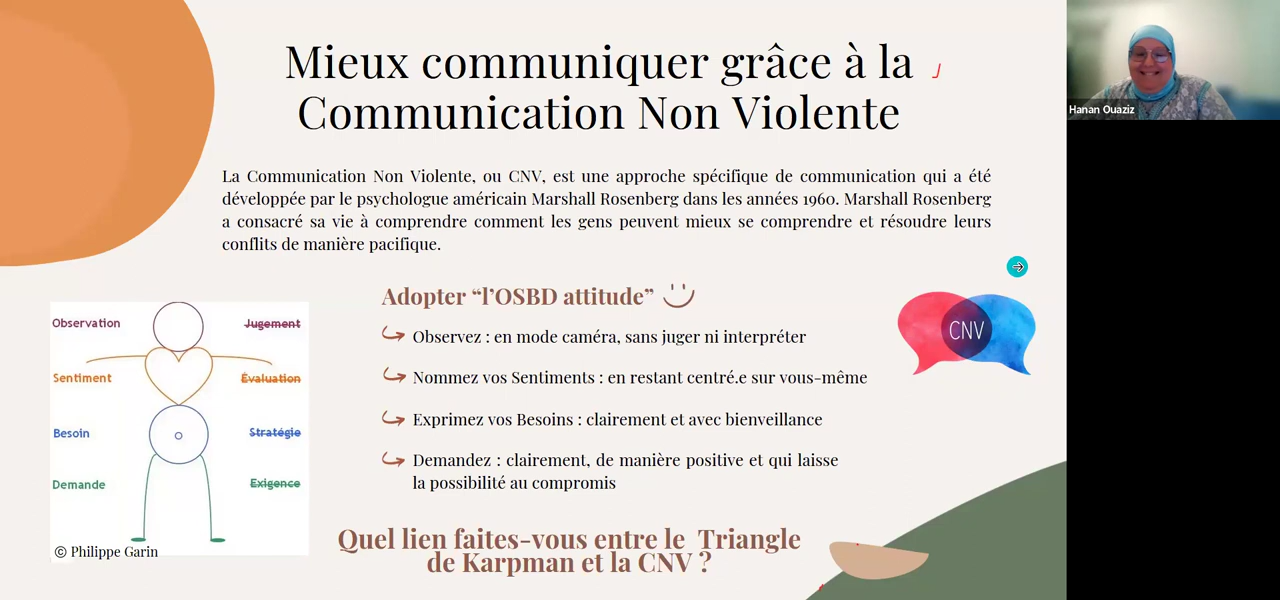 Mieux communiquer grâce à la
Communication Non Violente
Hanan Ouaziz
La Communication Non Violente, ou CNV, est une approche spécifique de communication qui a été
développée par le psychologue américain Marshall Rosenberg dans les années 1960. Marshall Rosenberg
a consacré sa vie à comprendre comment les gens peuvent mieux se comprendre et résoudre leurs
conflits de manière pacifique.
Adopter “l’OSBD attitude”
Observez : en mode caméra, sans juger ni interpréter
Nommez vos Sentiments : en restant centré.e sur vous-même
Exprimez vos Besoins : clairement et avec bienveillance
Demandez : clairement, de manière positive et qui laisse
la possibilité au compromis
CNV
Observation Jugement
Sentiment Évaluation
Besoin Stratégie
Demande Exigence
© Philippe Garin
Quel lien faites-vous entre le Triangle
de Karpman et la CNV ?